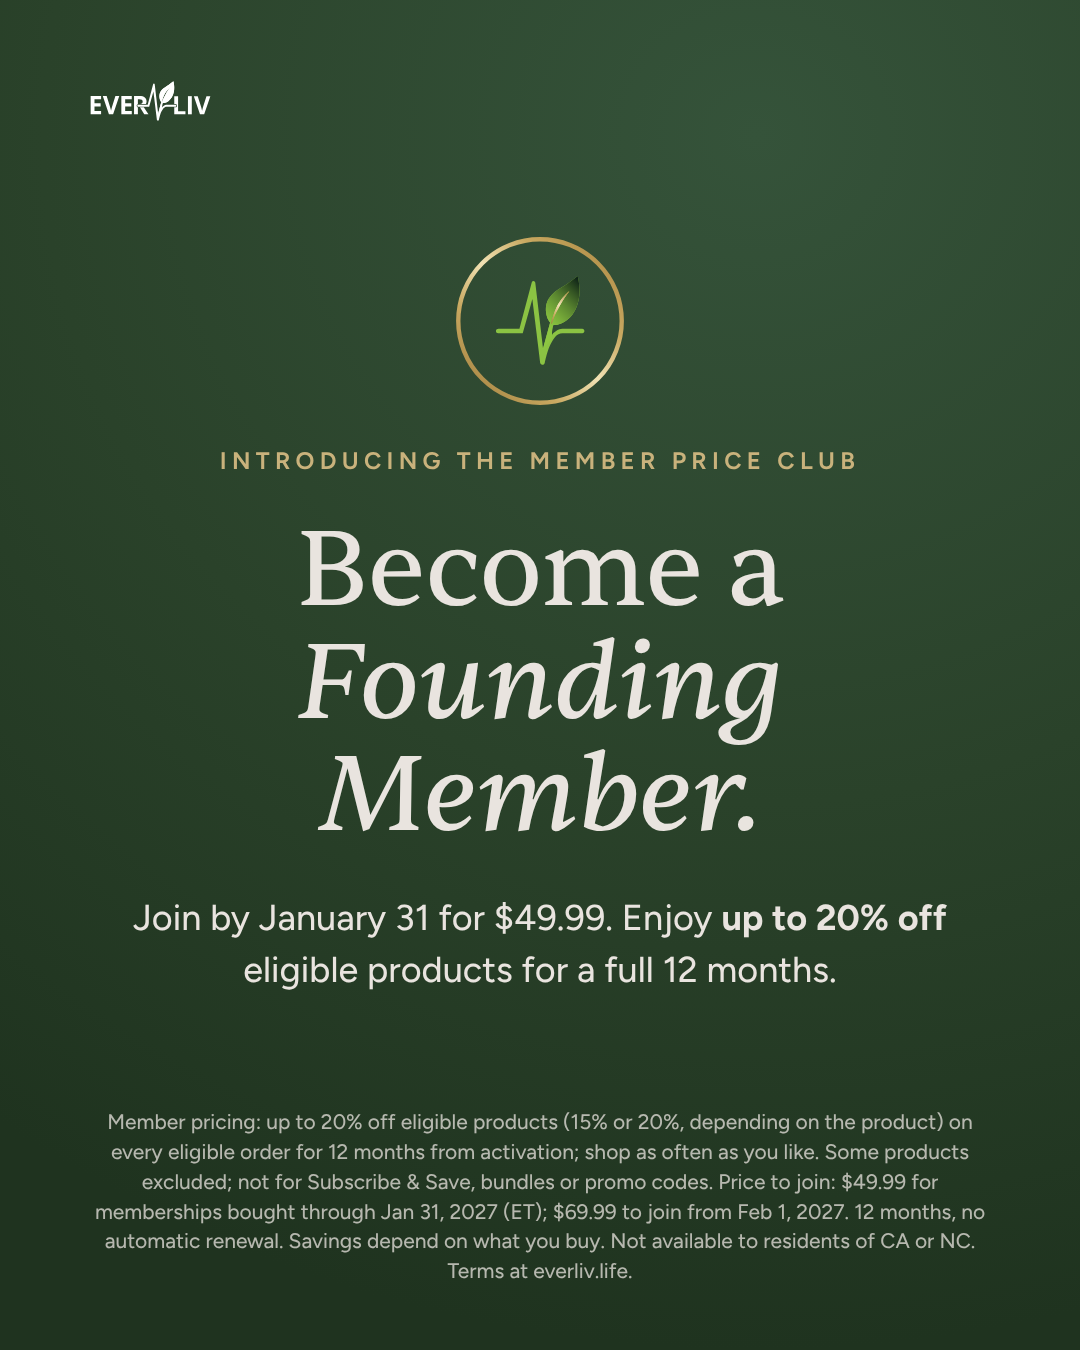 EVERLIV
INTRODUCING THE MEMBER PRICE CLUB
Become a
Founding
Member.
Join by January 31 for $49.99. Enjoy up to 20% off
eligible products for a full 12 months.
Member pricing: up to 20% off eligible products (15% or 20%, depending on the product) on
every eligible order for 12 months from activation; shop as often as you like. Some products
excluded; not for Subscribe & Save, bundles or promo codes. Price to join: $49.99 for
memberships bought through Jan 31, 2027 (ET); $69.99 to join from Feb 1, 2027. 12 months, no
automatic renewal. Savings depend on what you buy. Not available to residents of CA or NC.
Terms at everliv.life.